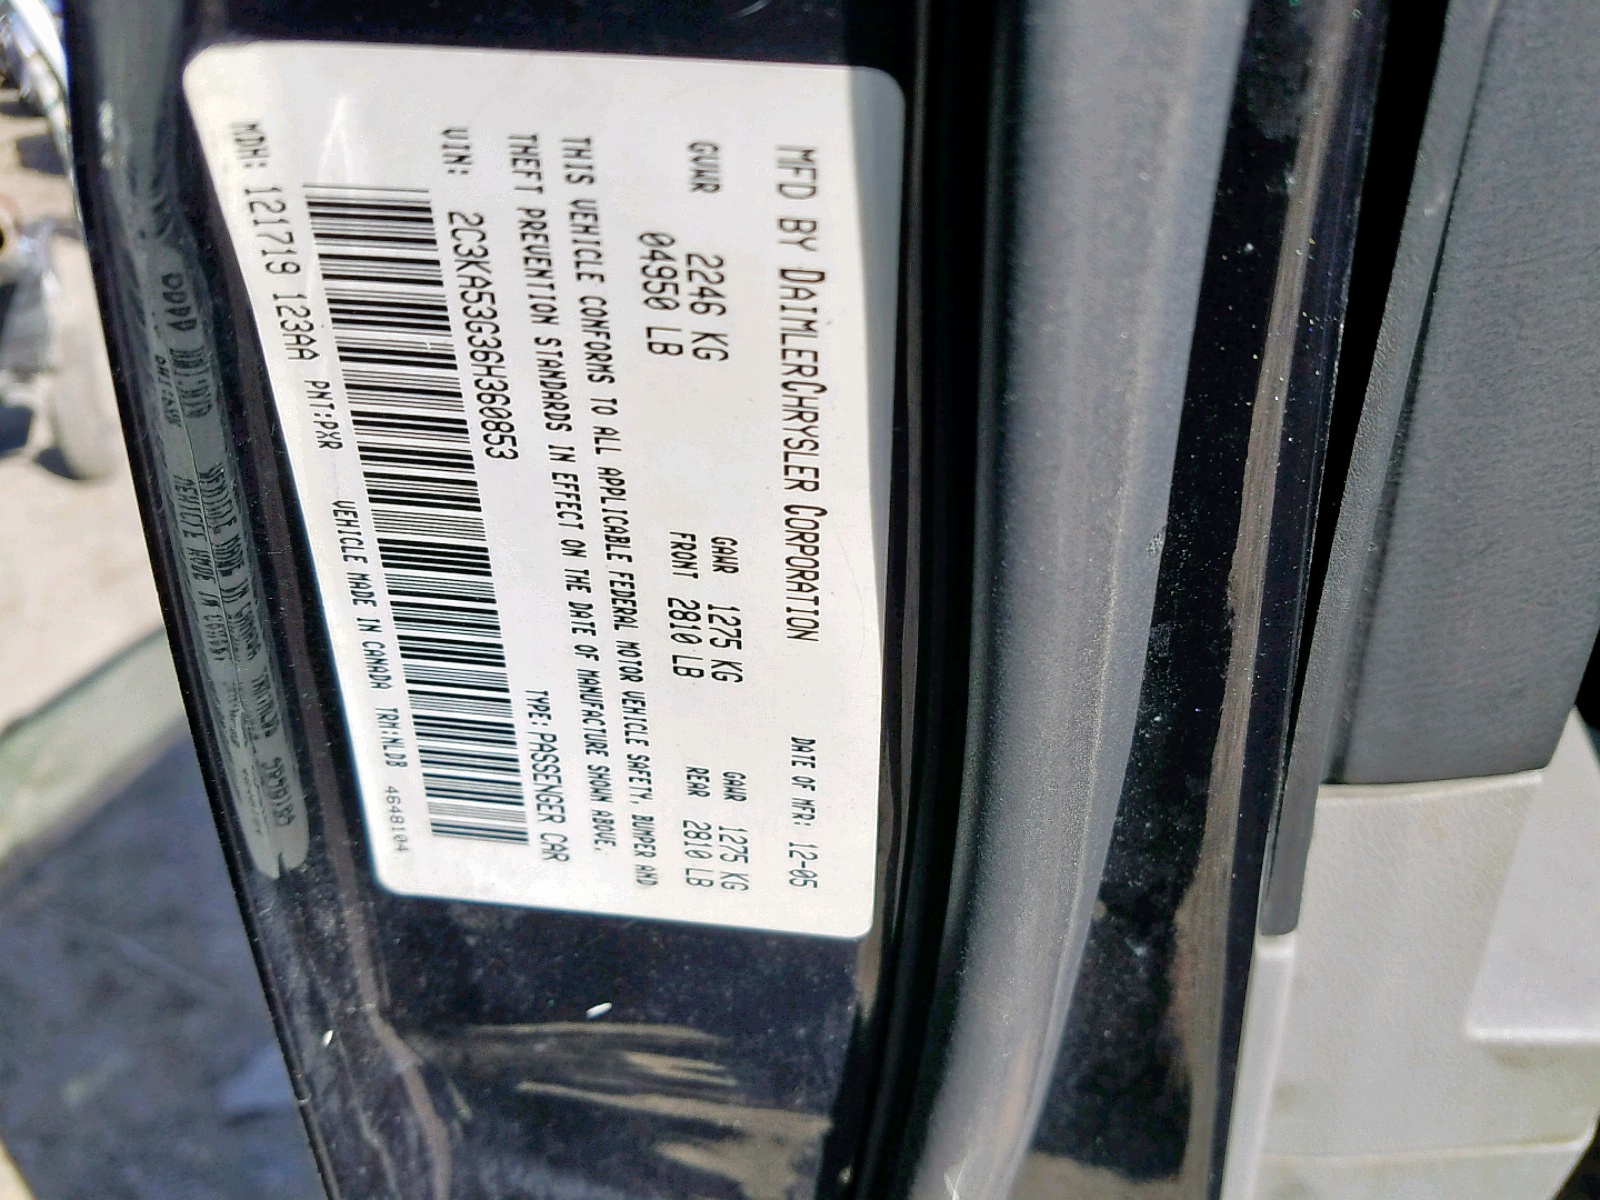 MFD BY DAIMLERCHRYSLER CORPORATION DATE OF MFR: 12-05
GVWR 2246 KG GAWR 1275 KG GAWR 1275 KG
04950 LB FRONT 2810 LB REAR 2810 LB
THIS VEHICLE CONFORMS TO ALL APPLICABLE FEDERAL MOTOR VEHICLE SAFETY, BUMPER AND
THEFT PREVENTION STANDARDS IN EFFECT ON THE DATE OF MANUFACTURE SHOWN ABOVE.
VIN: 2C3KA53G36H360853 TYPE: PASSENGER CAR
MDH: 121719 123AA PNT:PXR VEHICLE MADE IN CANADA TRM:NLDB 4648104